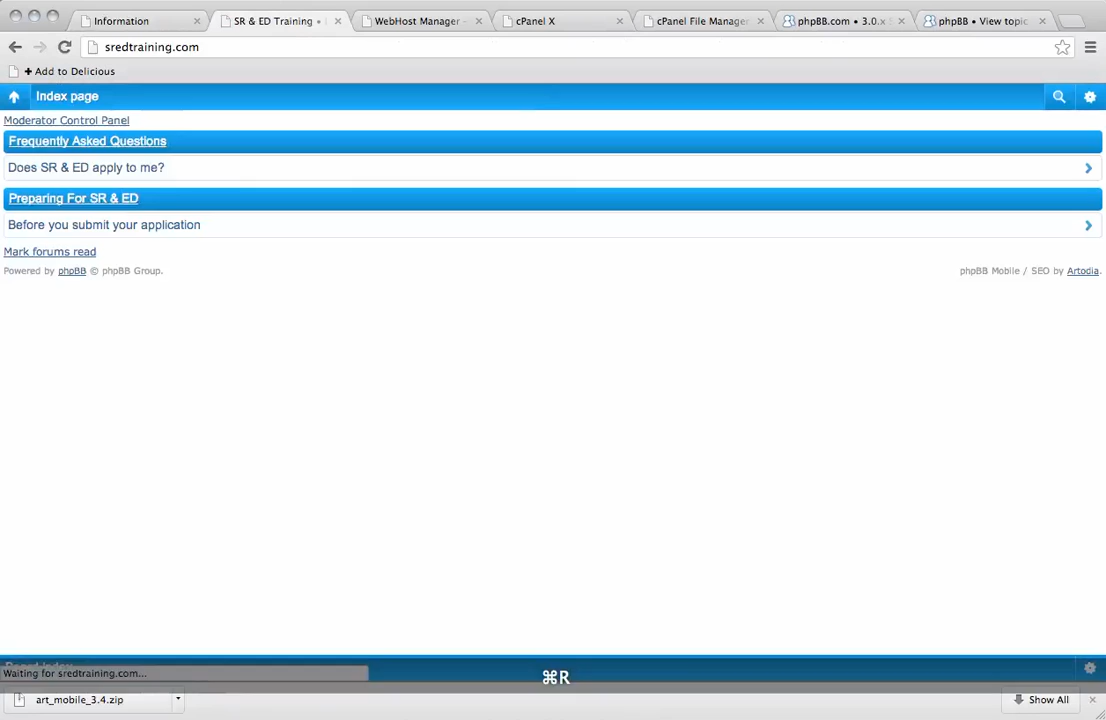 Information
SR & ED Training •
WebHost Manager -
cPanel X
cPanel File Manager
phpBB.com • 3.0.x
phpBB • View topic
sredtraining.com
+ Add to Delicious
Index page
Moderator Control Panel
Frequently Asked Questions
Does SR & ED apply to me?
Preparing For SR & ED
Before you submit your application
Mark forums read
Powered by phpBB © phpBB Group.
phpBB Mobile / SEO by Artodia.
Board Index
Waiting for sredtraining.com...
⌘R
art_mobile_3.4.zip
Show All